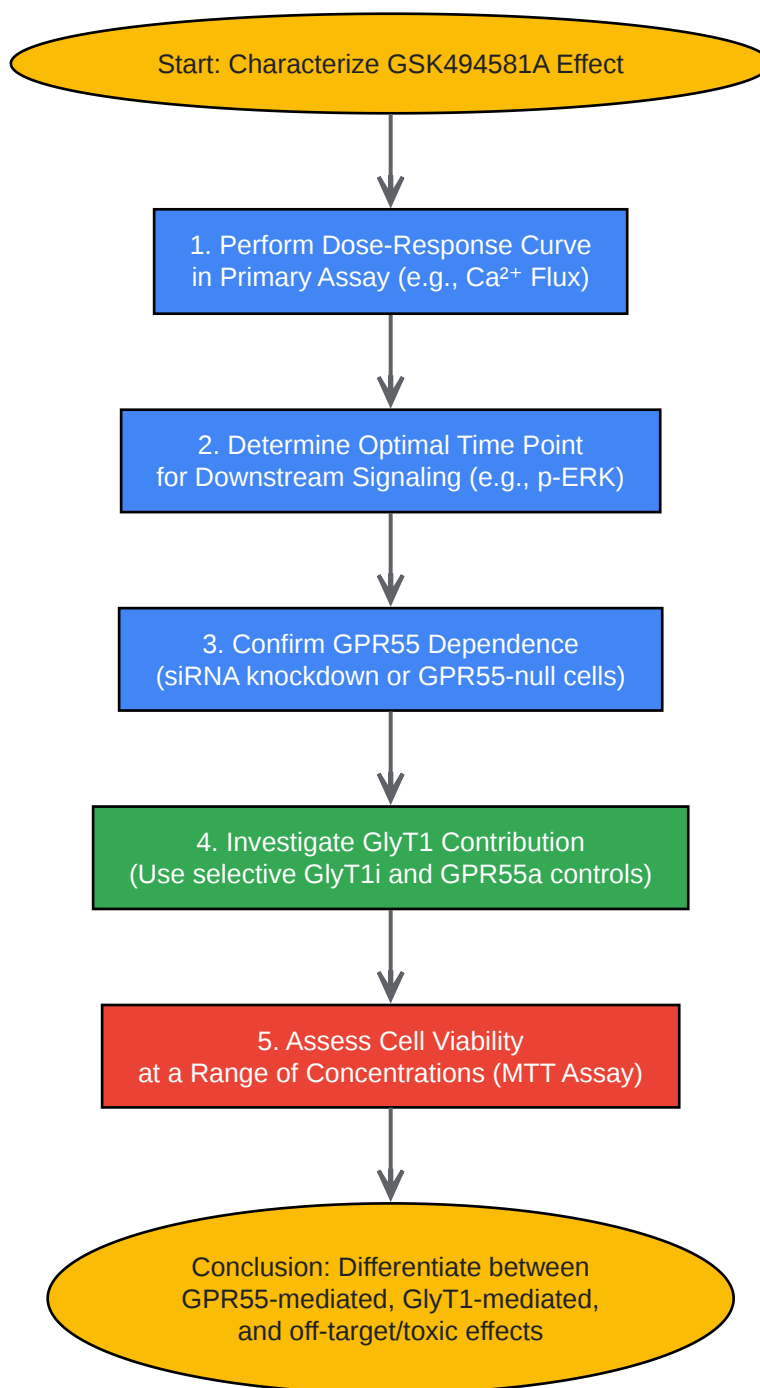 Start: Characterize GSK494581A Effect
1. Perform Dose-Response Curve
in Primary Assay (e.g., Ca²⁺ Flux)
2. Determine Optimal Time Point
for Downstream Signaling (e.g., p-ERK)
3. Confirm GPR55 Dependence
(siRNA knockdown or GPR55-null cells)
4. Investigate GlyT1 Contribution
(Use selective GlyT1i and GPR55a controls)
5. Assess Cell Viability
at a Range of Concentrations (MTT Assay)
Conclusion: Differentiate between
GPR55-mediated, GlyT1-mediated,
and off-target/toxic effects